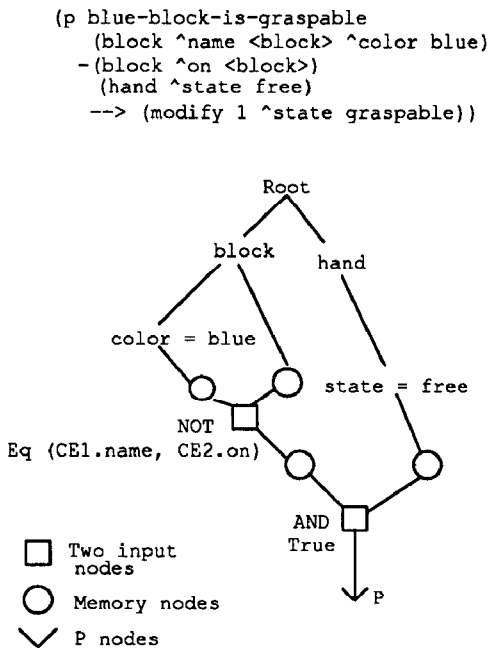 (p blue-block-is-graspable
(block ^name <block> ^color blue)
-(block ^on <block>)
(hand ^state free)
--> (modify 1 ^state graspable))
Root
block
hand
color = blue
state = free
NOT
Eq (CE1.name, CE2.on)
AND
True
P
Two input
nodes
Memory nodes
P nodes